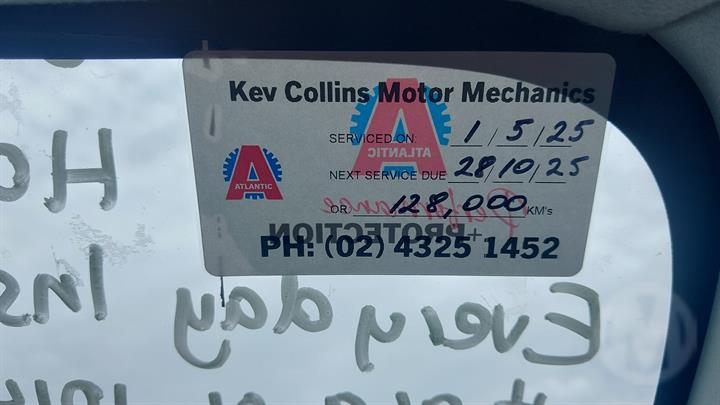 Kev Collins Motor Mechanics
SERVICED ON: 1/5/25
ATLANTIC
ATLANTIC
NEXT SERVICE DUE 28/10/25
OR 128,000 KM's
Performance
+PROTECTION
PH: (02) 4325 1452
Ins
Every day